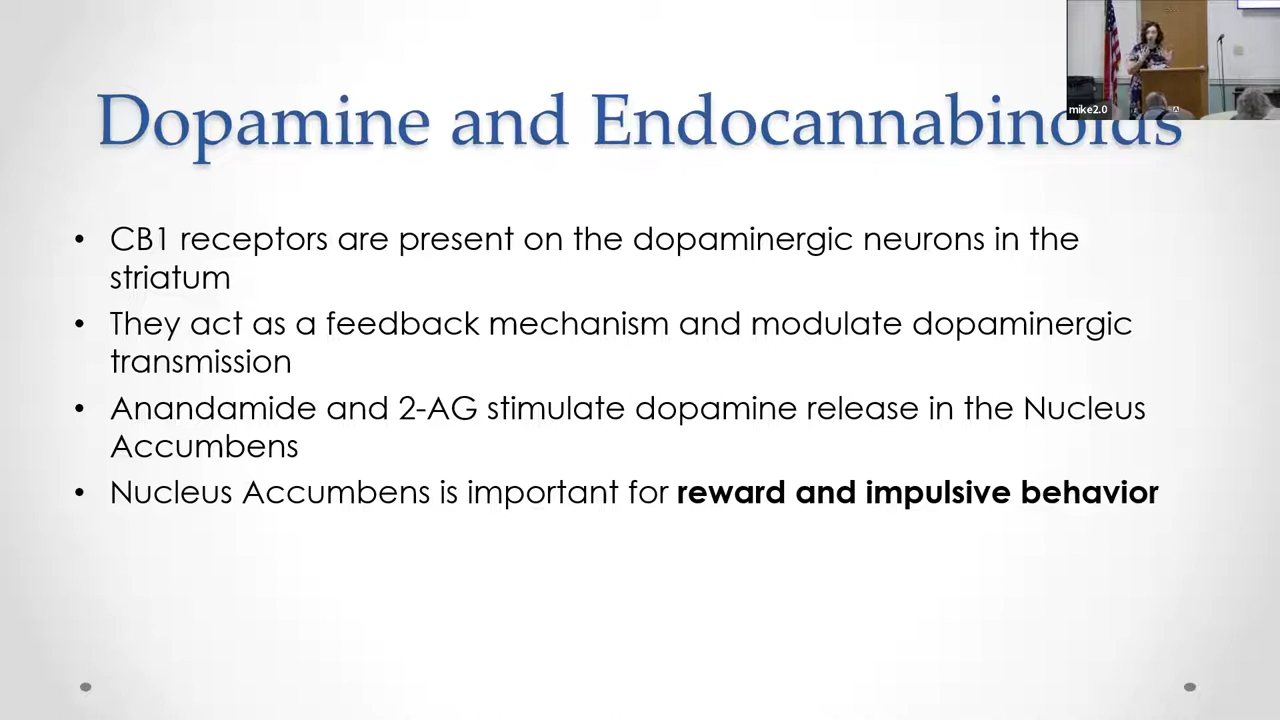 Dopamine and Endocannabinoids
mike2.0
• CB1 receptors are present on the dopaminergic neurons in the
striatum
• They act as a feedback mechanism and modulate dopaminergic
transmission
• Anandamide and 2-AG stimulate dopamine release in the Nucleus
Accumbens
• Nucleus Accumbens is important for reward and impulsive behavior